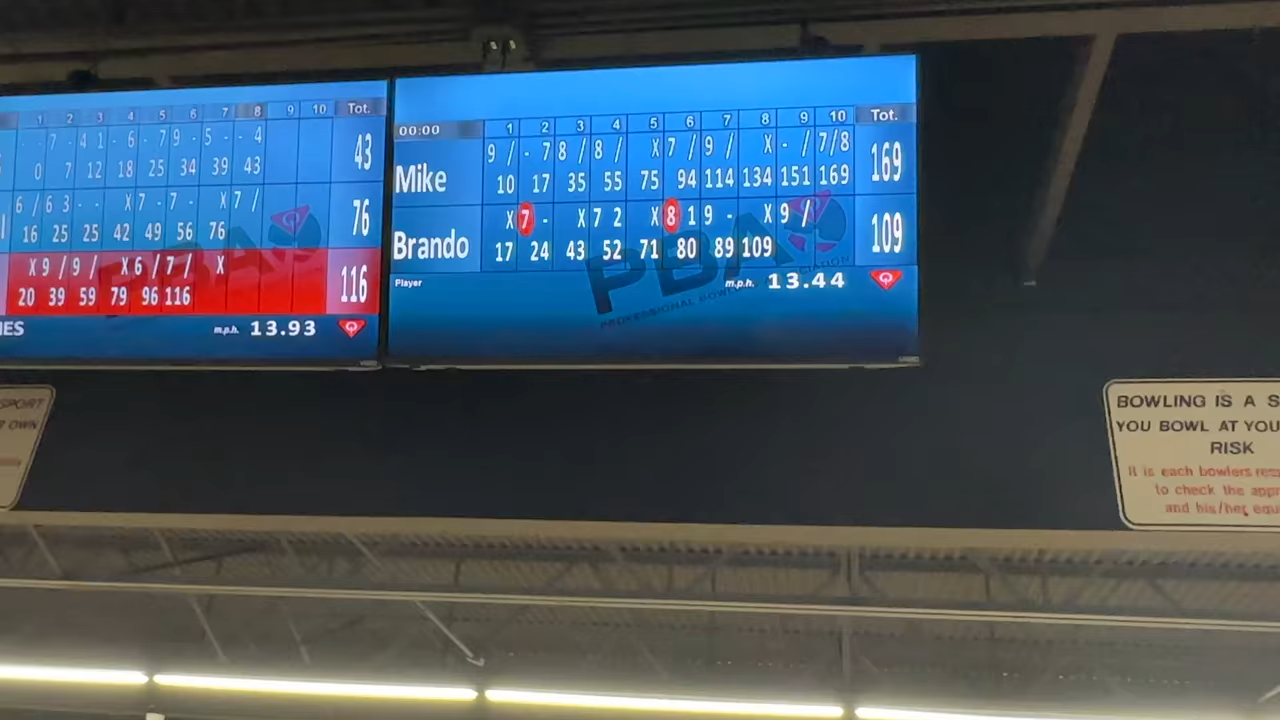 1 2 3 4 5 6 7 8 9 10 Tot.
- - 7 - 4 1 - 6 - 7 9 - 5 - - 4
0 7 12 18 25 34 39 43 43
6 / 6 3 - - X 7 - 7 - X 7 /
16 25 25 42 49 56 76 76
X 9 / 9 / X 6 / 7 / X
20 39 59 79 96 116 116
m.p.h. 13.93
00:00 1 2 3 4 5 6 7 8 9 10 Tot.
9 / - 7 8 / 8 / X 7 / 9 / X - / 7/8
Mike 10 17 35 55 75 94 114 134 151 169 169
X 7 - X 7 2 X 8 1 9 - X 9 /
Brando 17 24 43 52 71 80 89 109 109
PBA
PROFESSIONAL BOWL
Player m.p.h. 13.44
SPORT
OWN
BOWLING IS A S
YOU BOWL AT YOU
RISK
It is each bowlers res
to check the app
and his/her equ